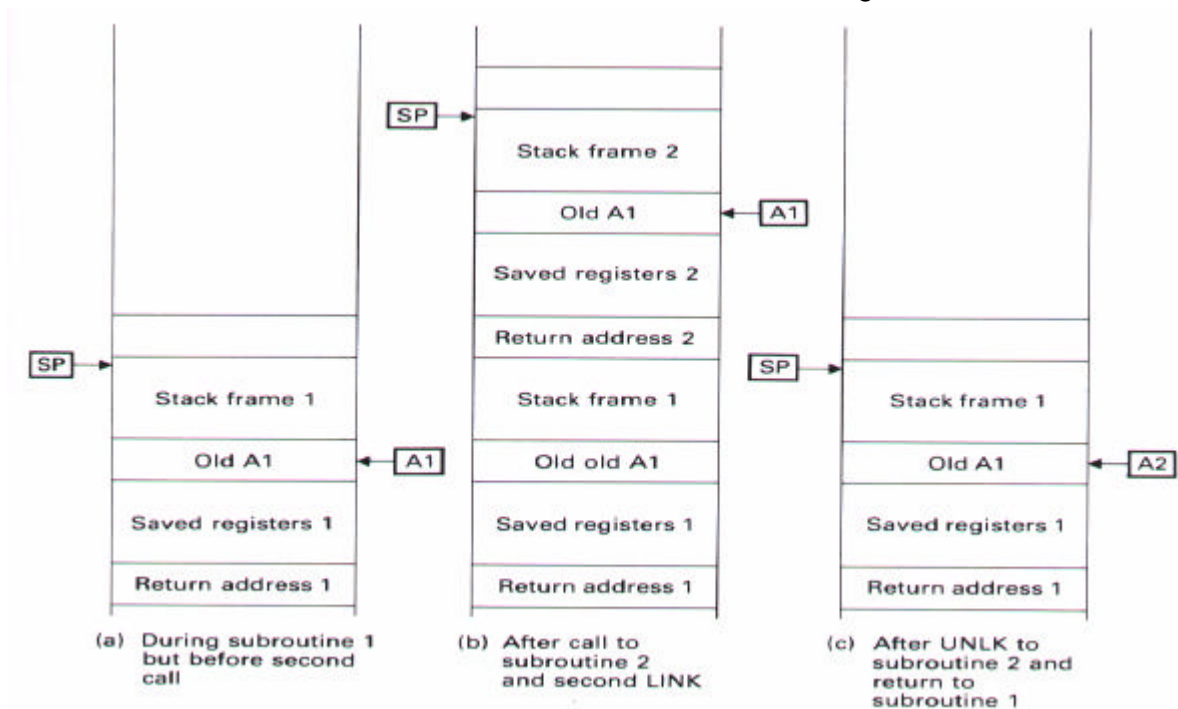 SP
Stack frame 1
Old A1
A1
Saved registers 1
Return address 1
(a) During subroutine 1
but before second
call
SP
Stack frame 2
Old A1
A1
Saved registers 2
Return address 2
Stack frame 1
Old old A1
Saved registers 1
Return address 1
(b) After call to
subroutine 2
and second LINK
SP
Stack frame 1
Old A1
A2
Saved registers 1
Return address 1
(c) After UNLK to
subroutine 2 and
return to
subroutine 1